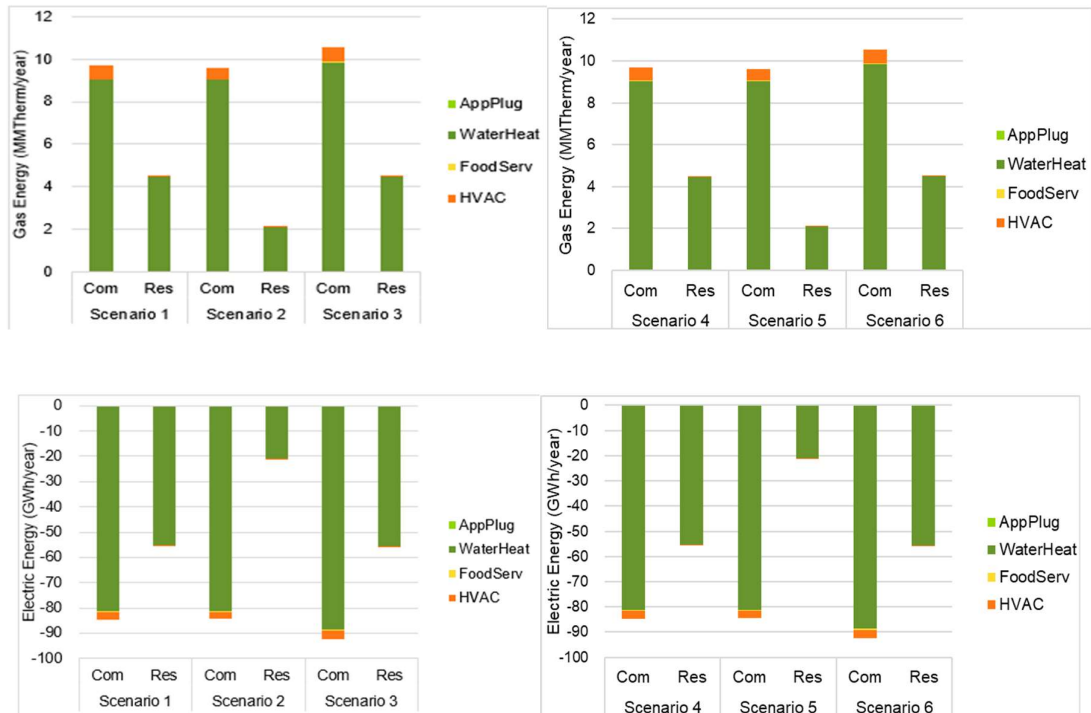 Gas Energy (MMTherm/year)
12
10
8
6
4
2
0
Com Res Com Res Com Res
Scenario 1 Scenario 2 Scenario 3
AppPlug
WaterHeat
FoodServ
HVAC
Gas Energy (MMTherm/year)
12
10
8
6
4
2
0
Com Res Com Res Com Res
Scenario 4 Scenario 5 Scenario 6
AppPlug
WaterHeat
FoodServ
HVAC
Electric Energy (GWh/year)
0
-10
-20
-30
-40
-50
-60
-70
-80
-90
-100
Com Res Com Res Com Res
Scenario 1 Scenario 2 Scenario 3
AppPlug
WaterHeat
FoodServ
HVAC
Electric Energy (GWh/year)
0
-10
-20
-30
-40
-50
-60
-70
-80
-90
-100
Com Res Com Res Com Res
Scenario 4 Scenario 5 Scenario 6
AppPlug
WaterHeat
FoodServ
HVAC